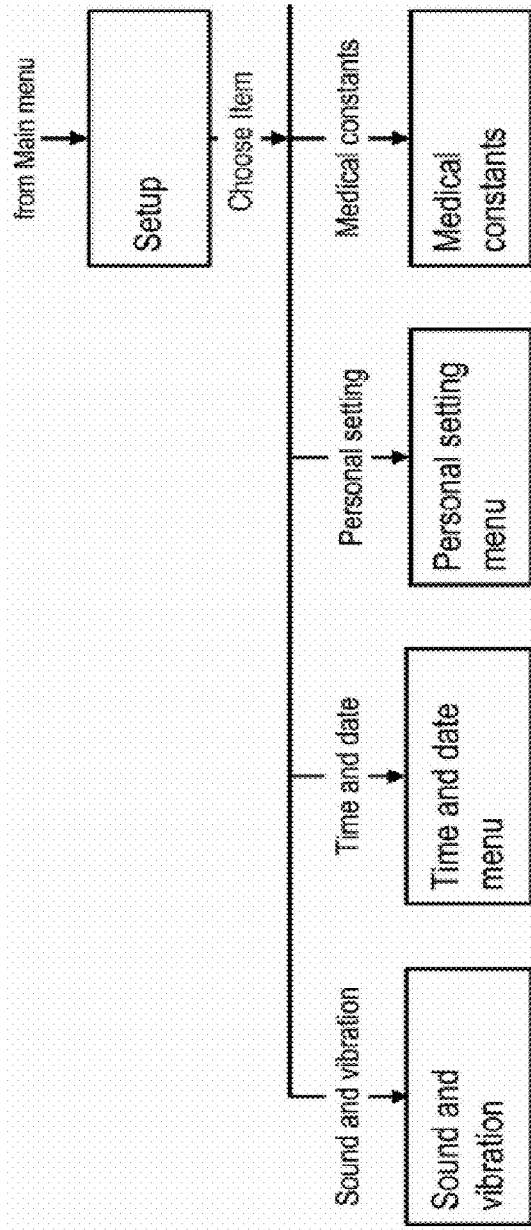 from Main menu
Setup
Choose Item
Sound and vibration
Time and date
Personal setting
Medical constants
Sound and
vibration
Time and date
menu
Personal setting
menu
Medical
constants